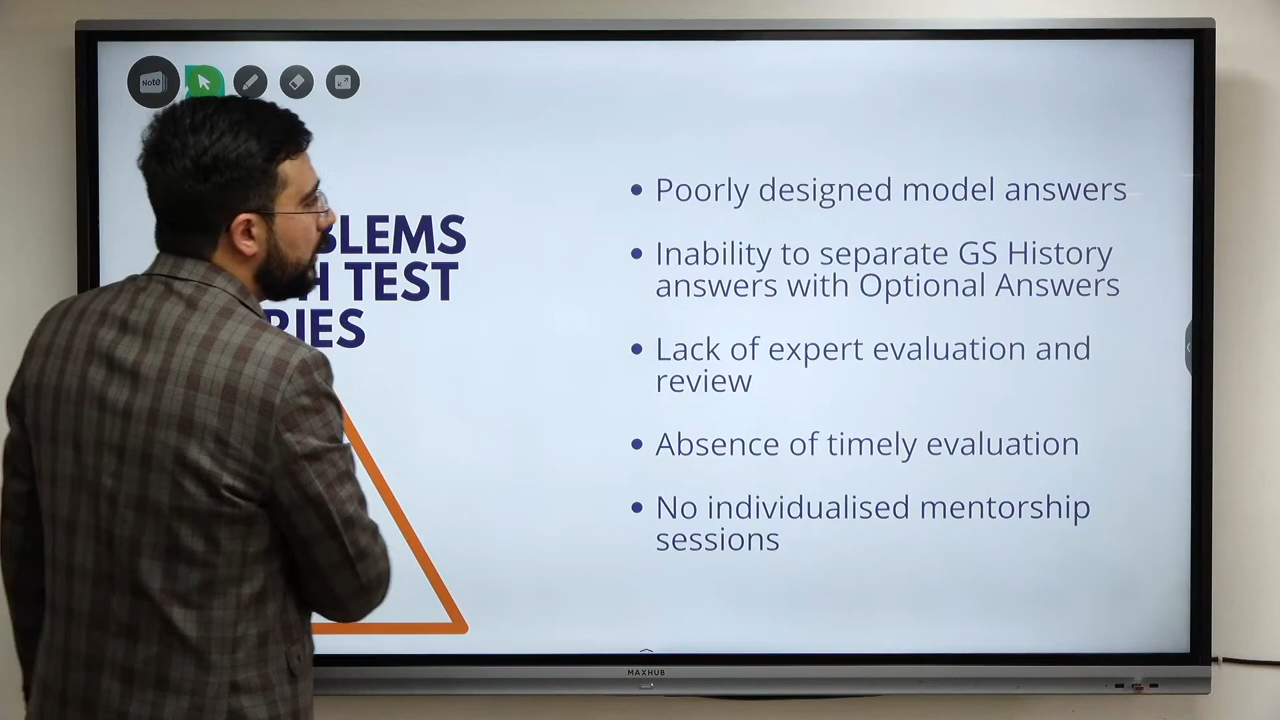 Note
BLEMS
H TEST
RIES
• Poorly designed model answers
• Inability to separate GS History
answers with Optional Answers
• Lack of expert evaluation and
review
• Absence of timely evaluation
• No individualised mentorship
sessions
MAXHUB